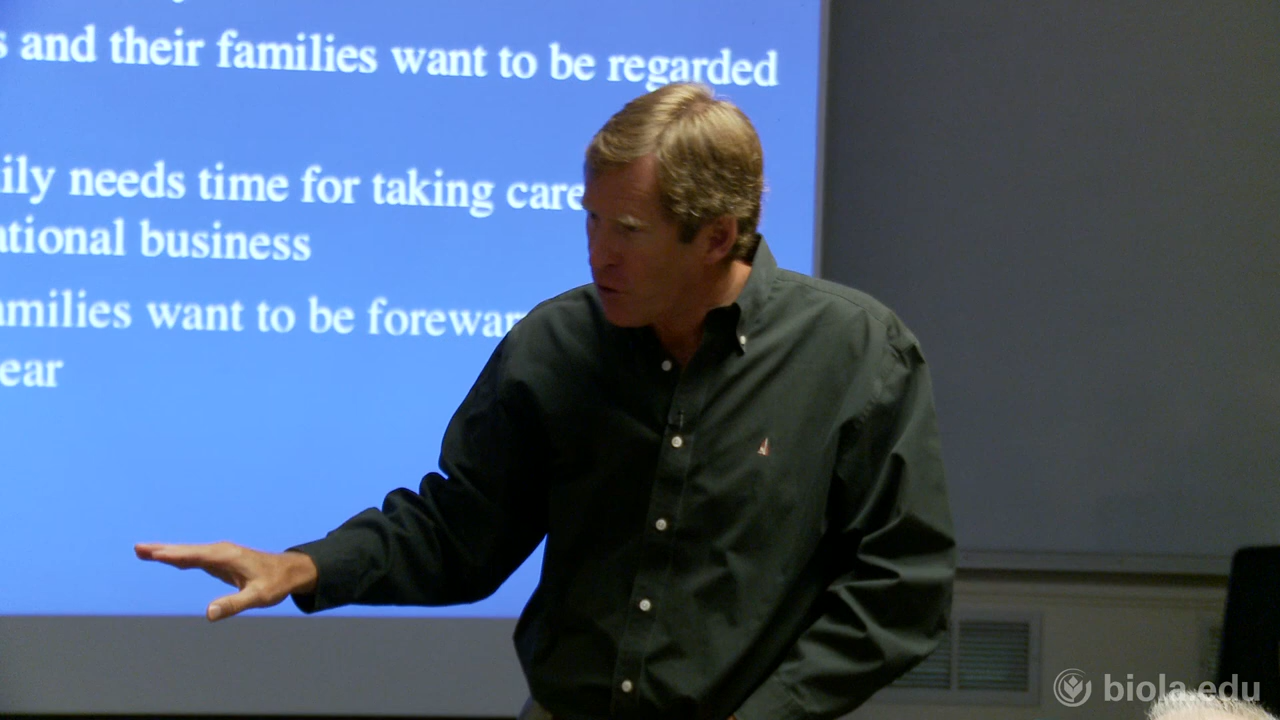 s and their families want to be regarded
ily needs time for taking care
ational business
amilies want to be forewar
ear
biola.edu